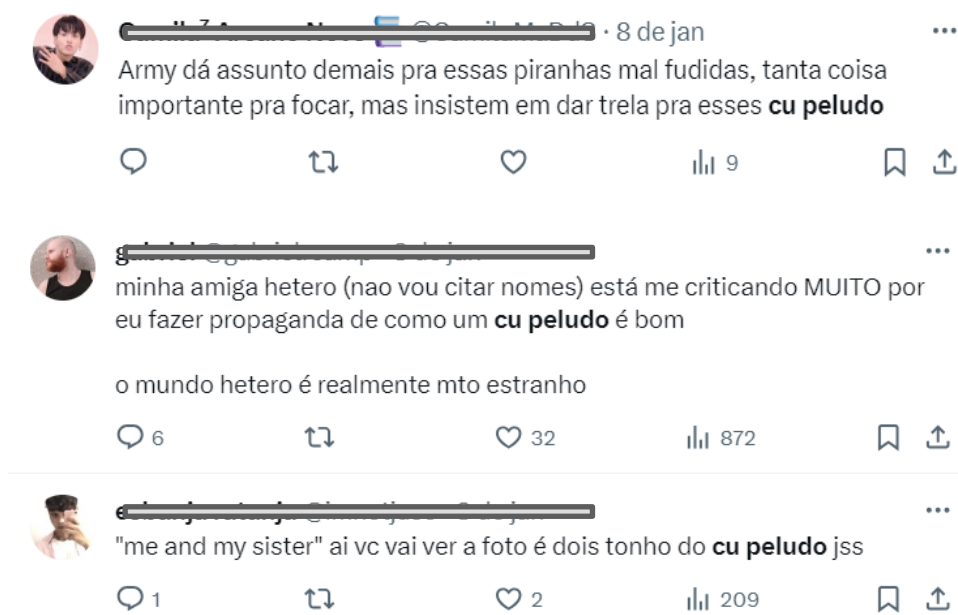 · 8 de jan
Army dá assunto demais pra essas piranhas mal fudidas, tanta coisa
importante pra focar, mas insistem em dar trela pra esses cu peludo
9
minha amiga hetero (nao vou citar nomes) está me criticando MUITO por
eu fazer propaganda de como um cu peludo é bom
o mundo hetero é realmente mto estranho
6 32 872
"me and my sister" ai vc vai ver a foto é dois tonho do cu peludo jss
1 2 209